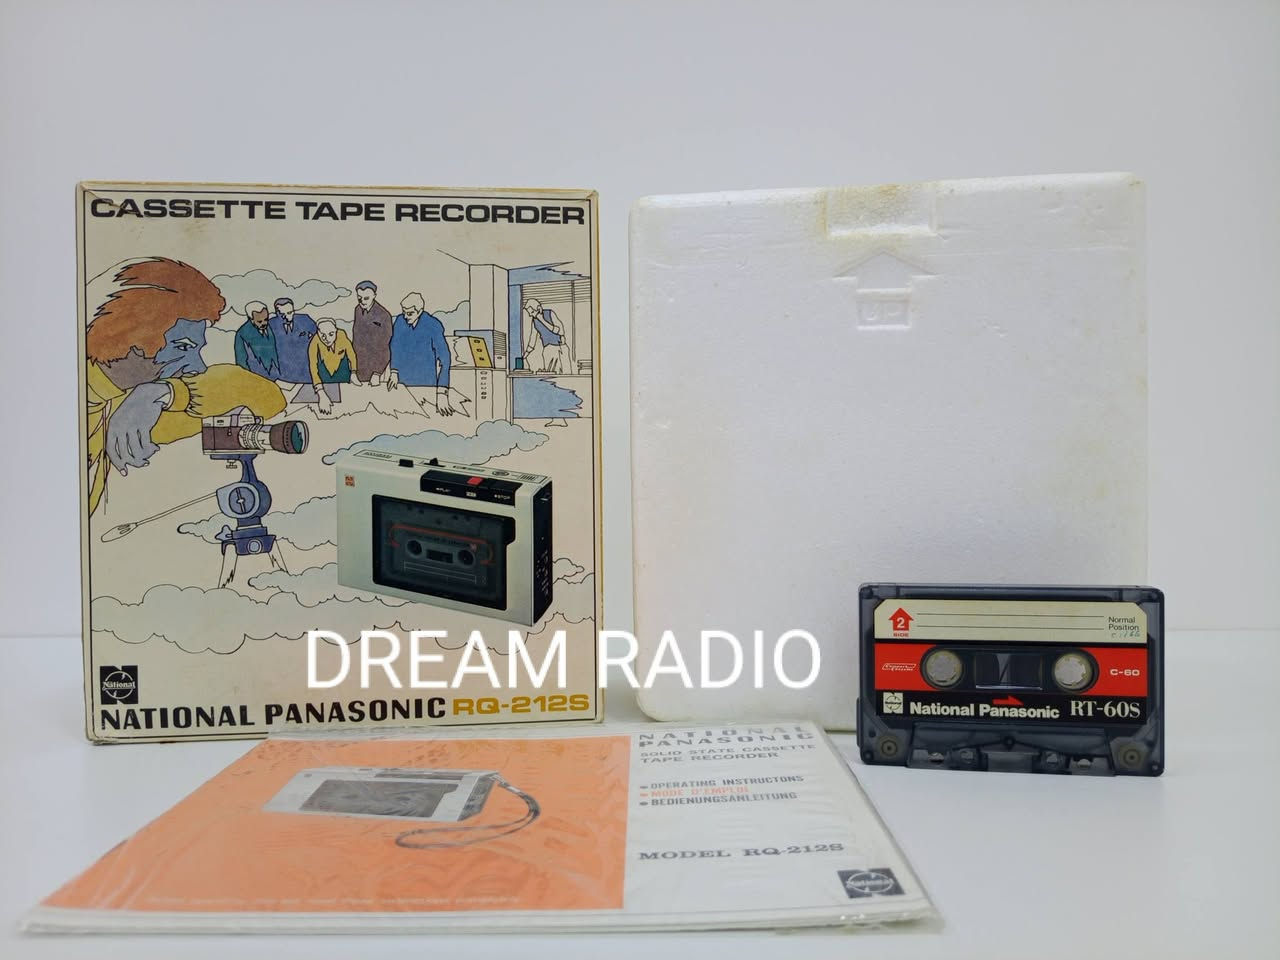 CASSETTE TAPE RECORDER
PLAY
STOP
National
NATIONAL PANASONIC RQ-212S
UP
DREAM RADIO
2
SIDE
Normal
Position
C-60
National Panasonic RT-60S
NATIONAL
PANASONIC
SOLID STATE CASSETTE
TAPE RECORDER
•OPERATING INSTRUCTONS
•MODE D'EMPLOI
•BEDIENUNGSANLEITUNG
MODEL RQ-212S
National